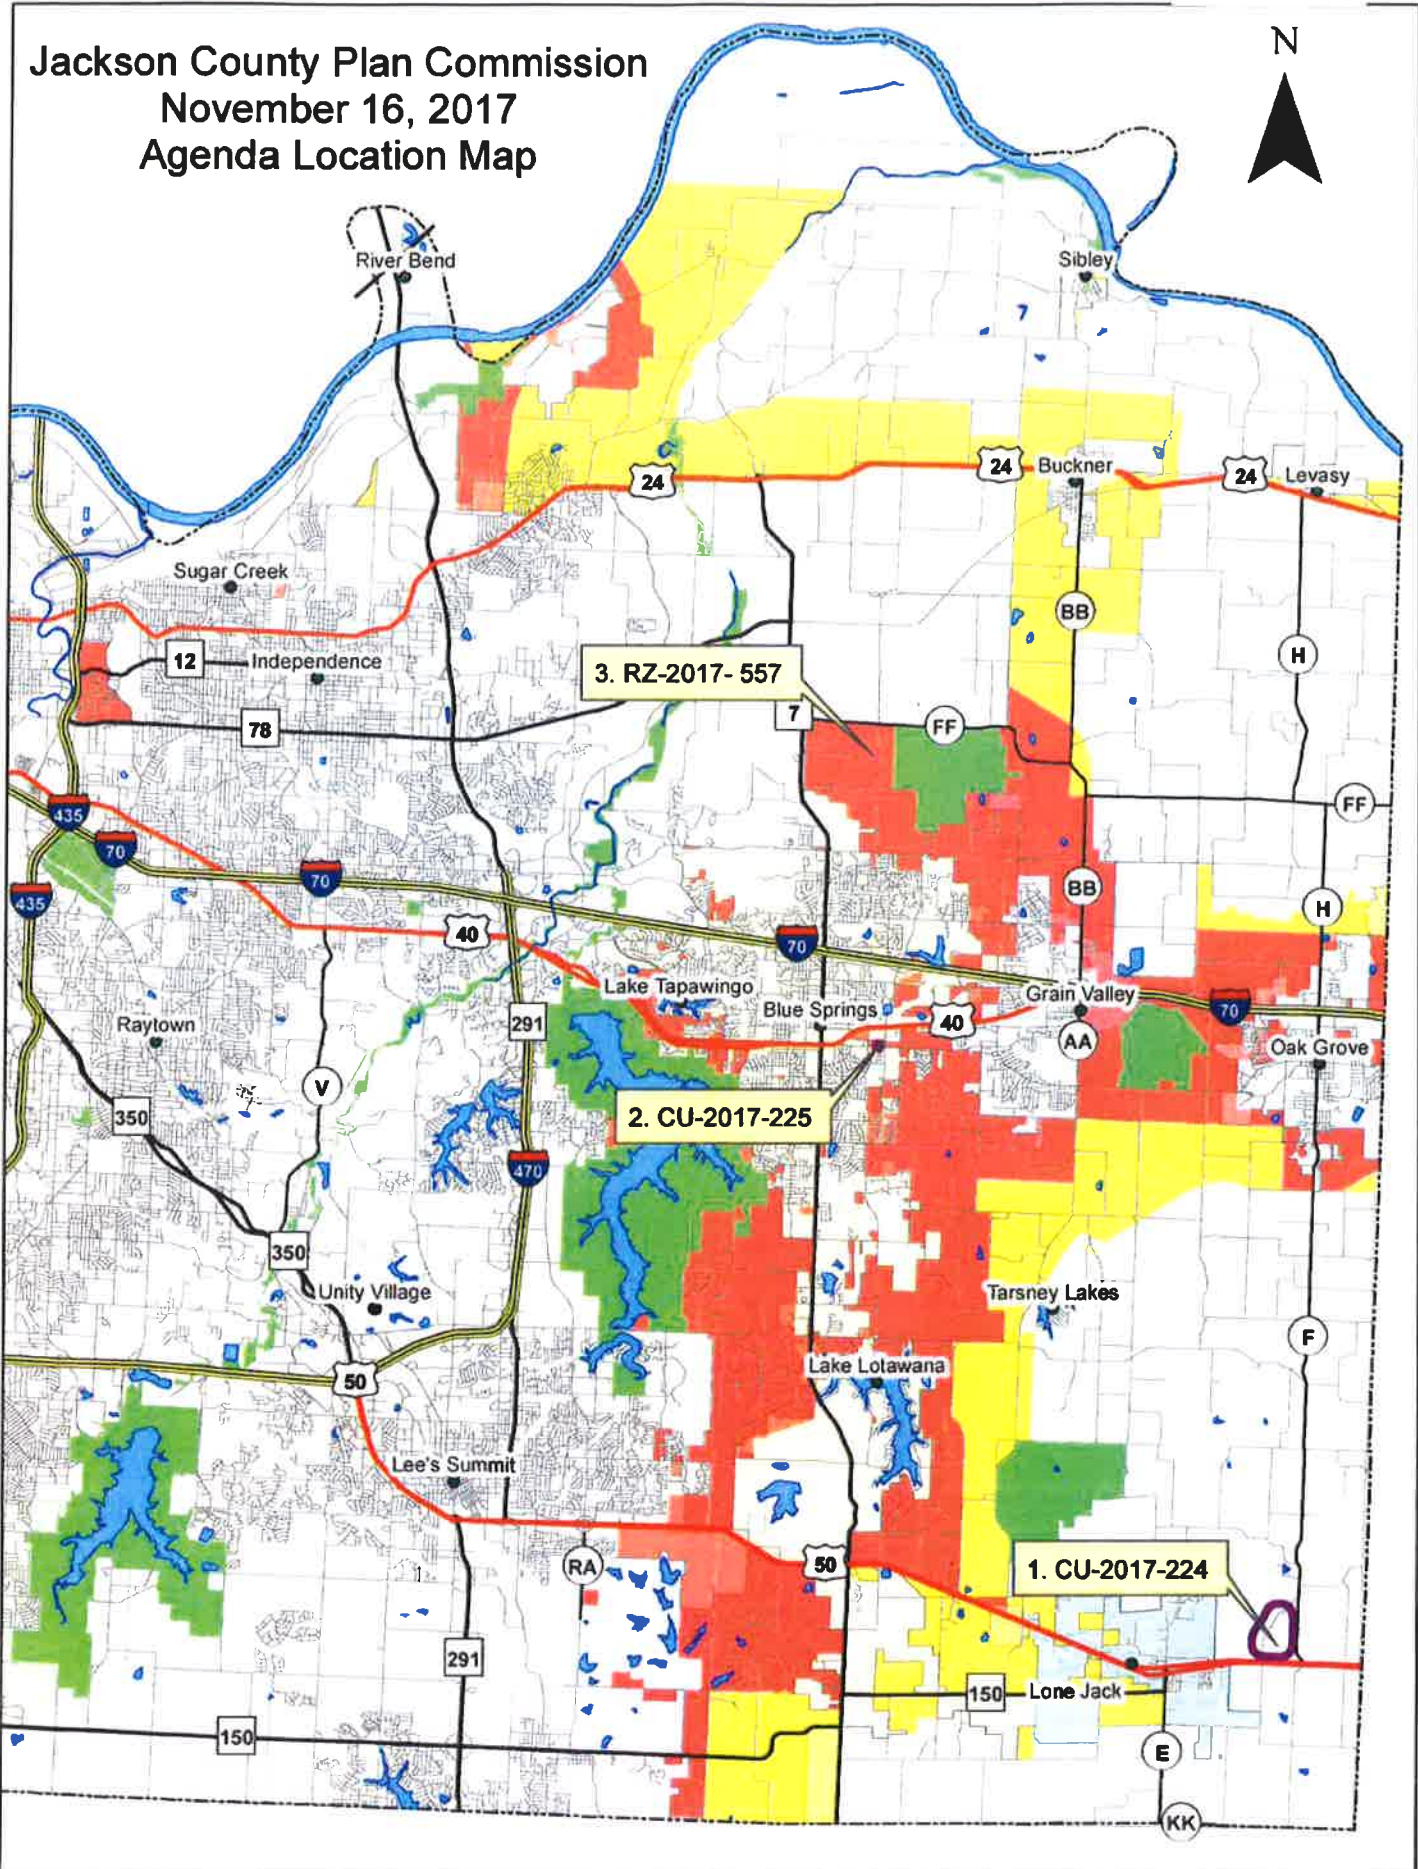 Jackson County Plan Commission
November 16, 2017
Agenda Location Map
N
River Bend
Sibley
7
24
24
Buckner
24
Levasy
Sugar Creek
BB
12
Independence
H
3. RZ-2017- 557
7
78
FF
FF
435
70
70
BB
435
H
40
70
Lake Tapawingo
Grain Valley
Blue Springs
70
291
40
Raytown
AA
Oak Grove
V
350
2. CU-2017-225
470
350
Unity Village
Tarsney Lakes
F
Lake Lotawana
50
Lee's Summit
50
RA
1. CU-2017-224
291
150
Lone Jack
150
E
KK